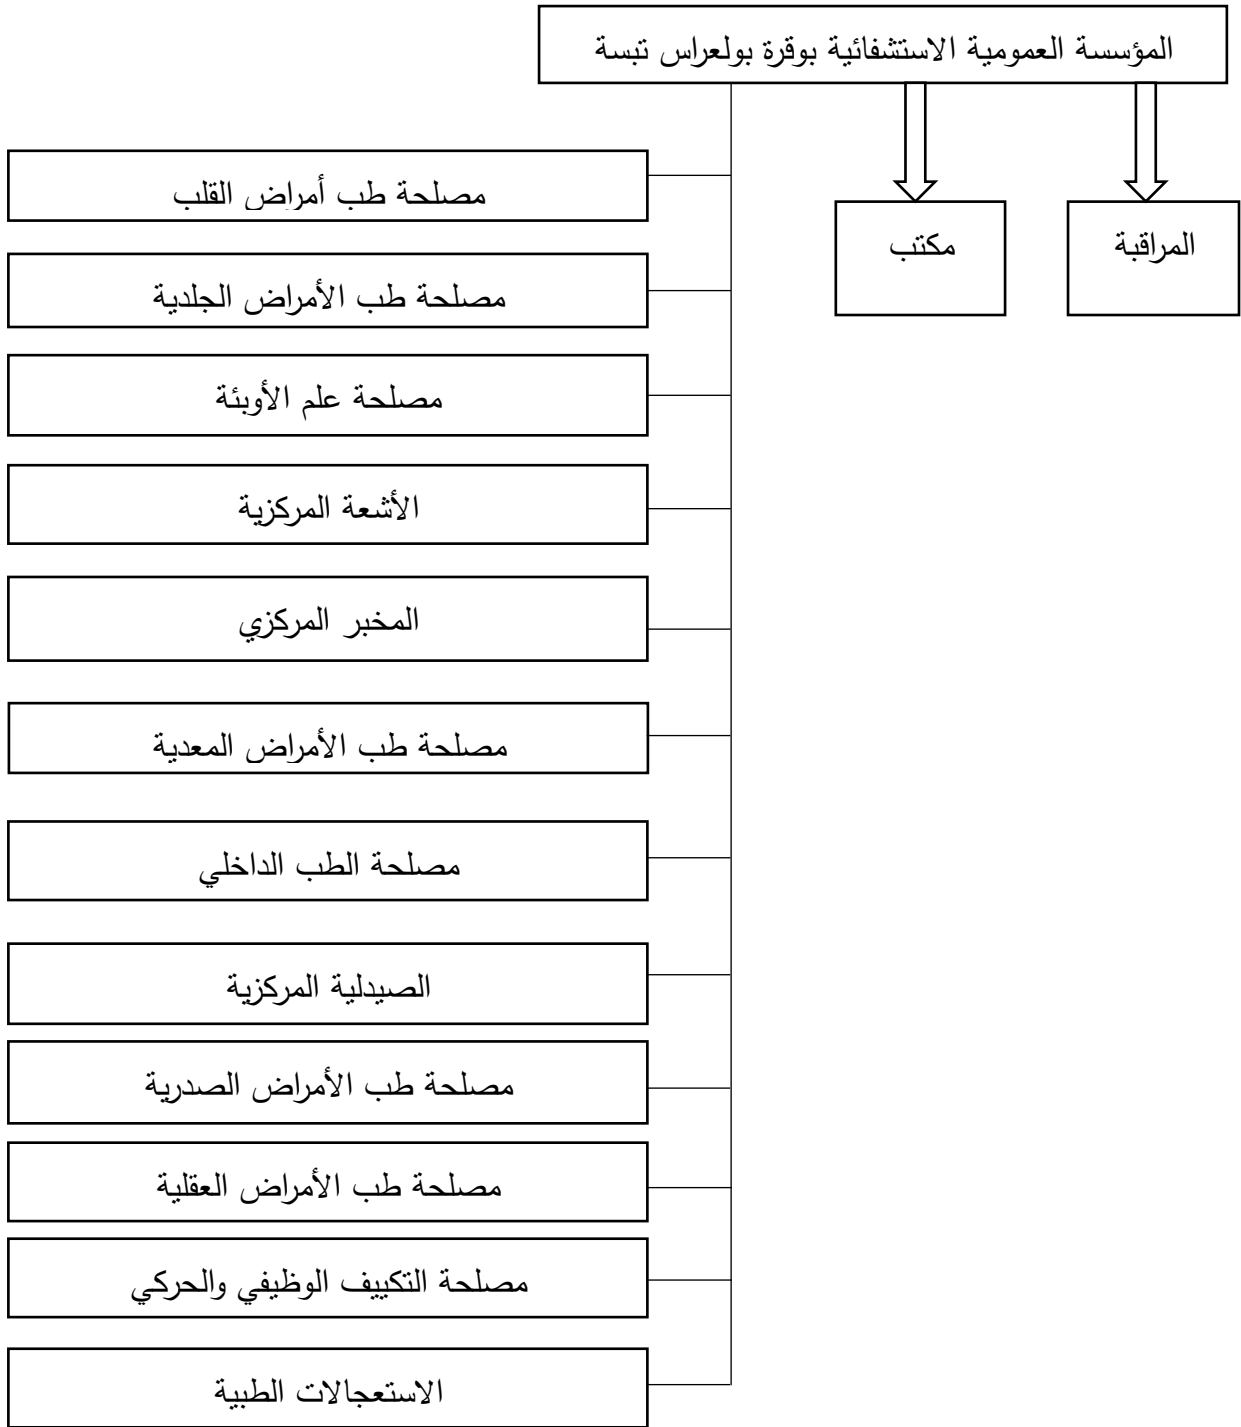 المؤسسة العمومية الاستشفائية بوقرة بولعراس تبسة
المراقبة
مكتب
مصلحة طب أمراض القلب
مصلحة طب الأمراض الجلدية
مصلحة علم الأوبئة
الأشعة المركزية
المخبر المركزي
مصلحة طب الأمراض المعدية
مصلحة الطب الداخلي
الصيدلية المركزية
مصلحة طب الأمراض الصدرية
مصلحة طب الأمراض العقلية
مصلحة التكييف الوظيفي والحركي
الاستعجالات الطبية